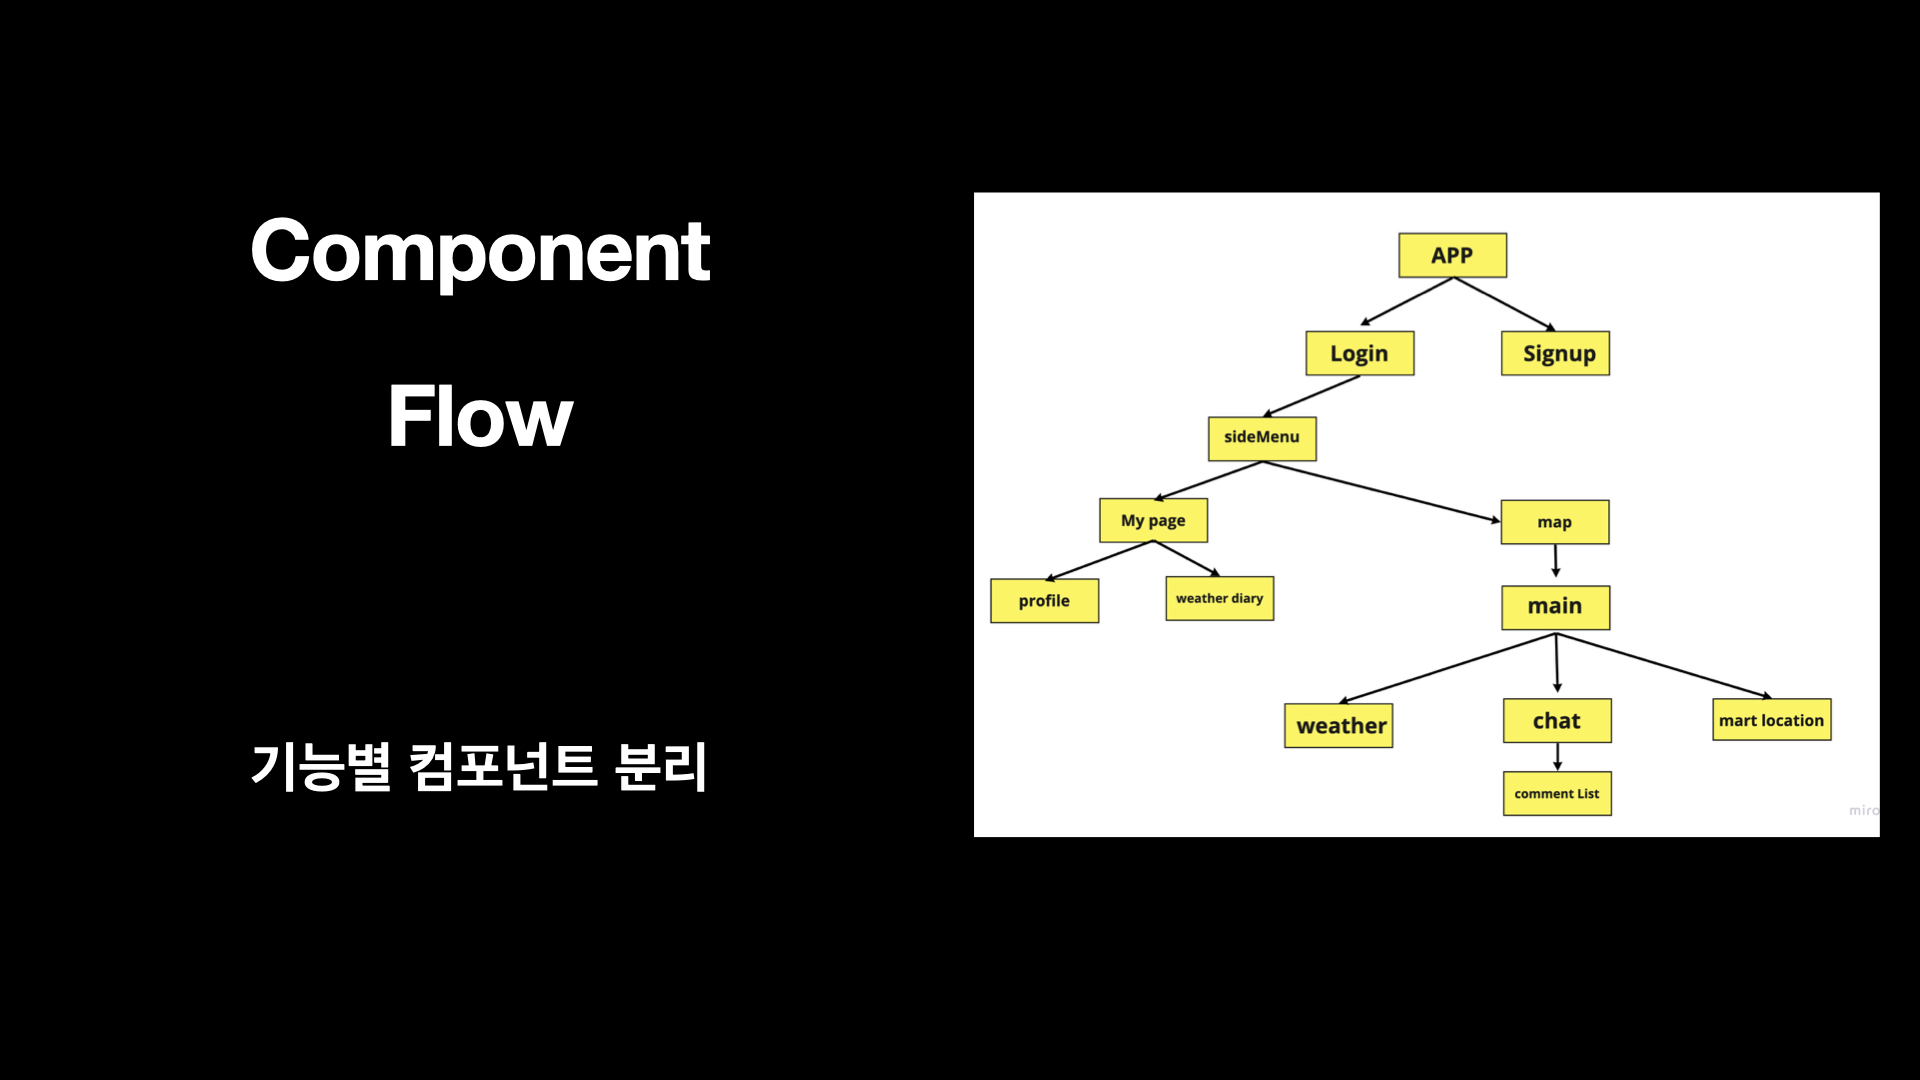 Component
Flow
기능별 컴포넌트 분리
APP
Login
Signup
sideMenu
My page
map
profile
weather diary
main
weather
chat
mart location
comment List
miro